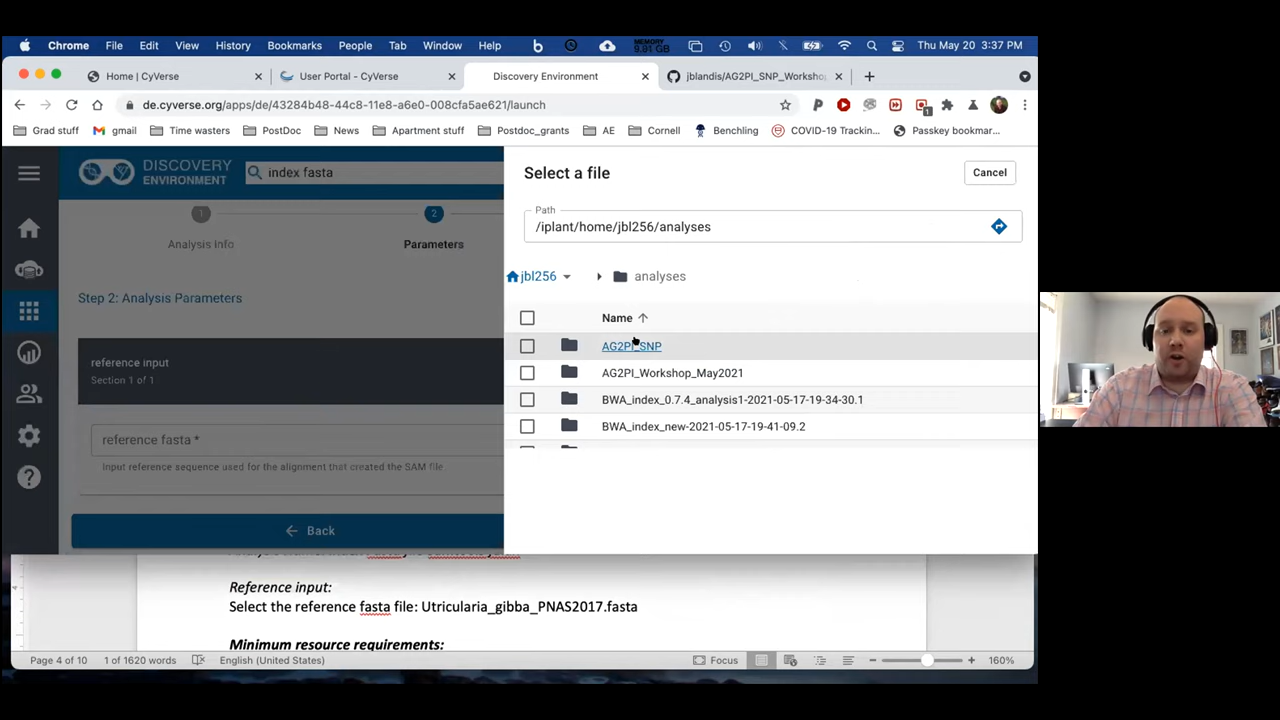 Chrome File Edit View History Bookmarks People Tab Window Help Thu May 20 3:37 PM
Home | CyVerse User Portal - CyVerse Discovery Environment jblandis/AG2PI_SNP_Worksho
de.cyverse.org/apps/de/43284b48-44c8-11e8-a6e0-008cfa5ae621/launch
Grad stuff gmail Time wasters PostDoc News Apartment stuff Postdoc_grants AE Cornell Benchling COVID-19 Trackin... Passkey bookmar...
DISCOVERY ENVIRONMENT
index fasta
1 2
Analysis Info Parameters
Step 2: Analysis Parameters
reference input
Section 1 of 1
reference fasta *
Input reference sequence used for the alignment that created the SAM file.
Back
Select a file
Cancel
Path
/iplant/home/jbl256/analyses
jbl256 analyses
Name
AG2PI_SNP
AG2PI_Workshop_May2021
BWA_index_0.7.4_analysis1-2021-05-17-19-34-30.1
BWA_index_new-2021-05-17-19-41-09.2
Reference input:
Select the reference fasta file: Utricularia_gibba_PNAS2017.fasta
Minimum resource requirements:
Page 4 of 10 1 of 1620 words English (United States) Focus 160%